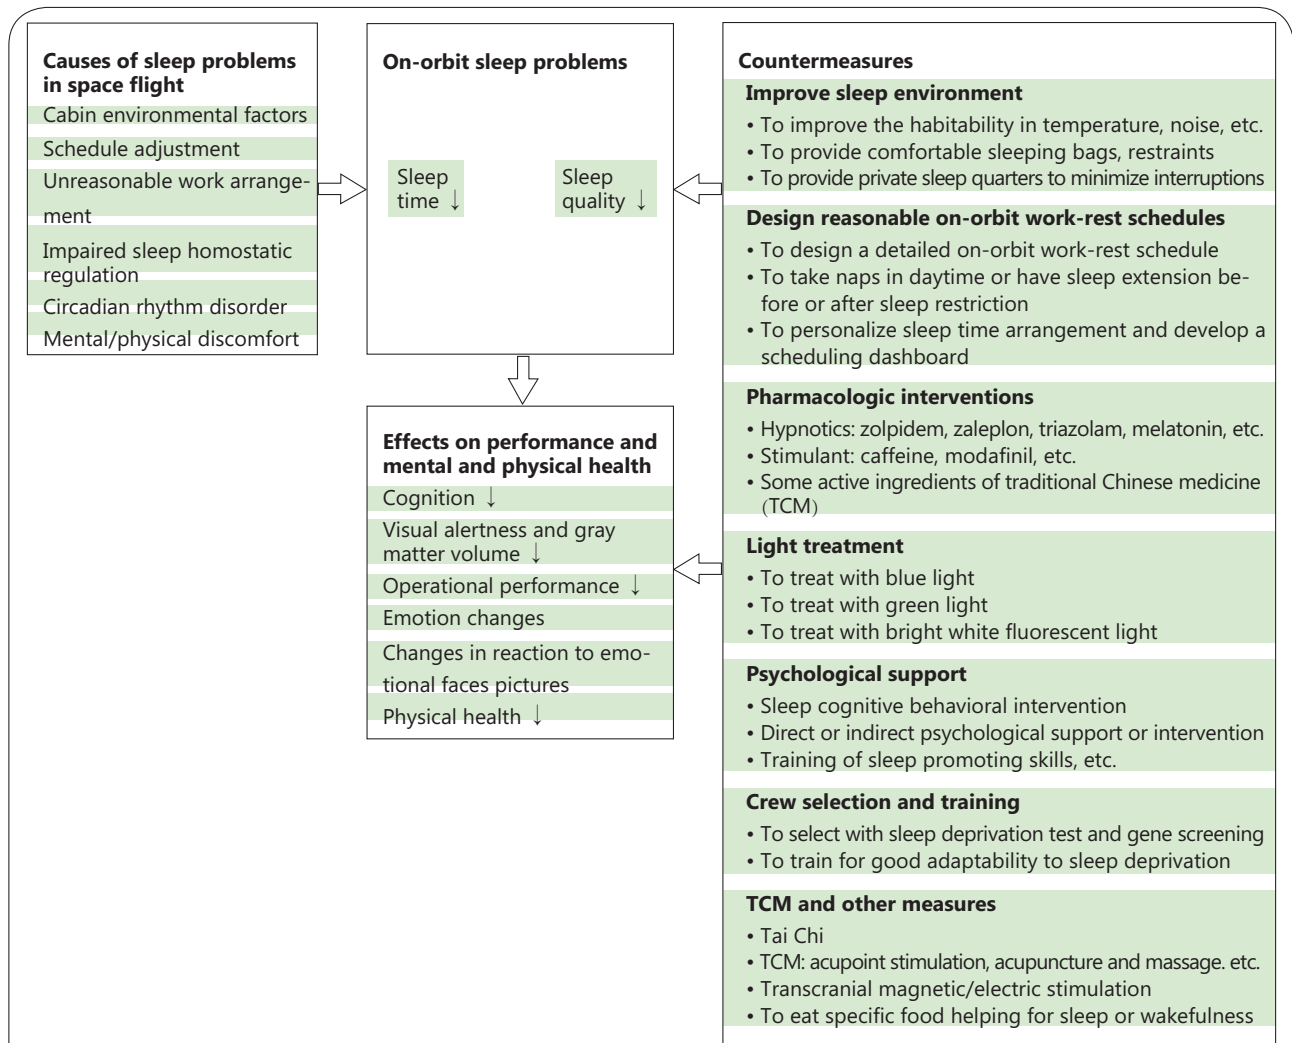 Causes of sleep problems
in space flight
Cabin environmental factors
Schedule adjustment
Unreasonable work arrange-
ment
Impaired sleep homostatic
regulation
Circadian rhythm disorder
Mental/physical discomfort
On-orbit sleep problems
Sleep
time ↓
Sleep
quality ↓
Effects on performance and
mental and physical health
Cognition ↓
Visual alertness and gray
matter volume ↓
Operational performance ↓
Emotion changes
Changes in reaction to emo-
tional faces pictures
Physical health ↓
Countermeasures
Improve sleep environment
• To improve the habitability in temperature, noise, etc.
• To provide comfortable sleeping bags, restraints
• To provide private sleep quarters to minimize interruptions
Design reasonable on-orbit work-rest schedules
• To design a detailed on-orbit work-rest schedule
• To take naps in daytime or have sleep extension be-
fore or after sleep restriction
• To personalize sleep time arrangement and develop a
scheduling dashboard
Pharmacologic interventions
• Hypnotics: zolpidem, zaleplon, triazolam, melatonin, etc.
• Stimulant: caffeine, modafinil, etc.
• Some active ingredients of traditional Chinese medicine
(TCM)
Light treatment
• To treat with blue light
• To treat with green light
• To treat with bright white fluorescent light
Psychological support
• Sleep cognitive behavioral intervention
• Direct or indirect psychological support or intervention
• Training of sleep promoting skills, etc.
Crew selection and training
• To select with sleep deprivation test and gene screening
• To train for good adaptability to sleep deprivation
TCM and other measures
• Tai Chi
• TCM: acupoint stimulation, acupuncture and massage. etc.
• Transcranial magnetic/electric stimulation
• To eat specific food helping for sleep or wakefulness